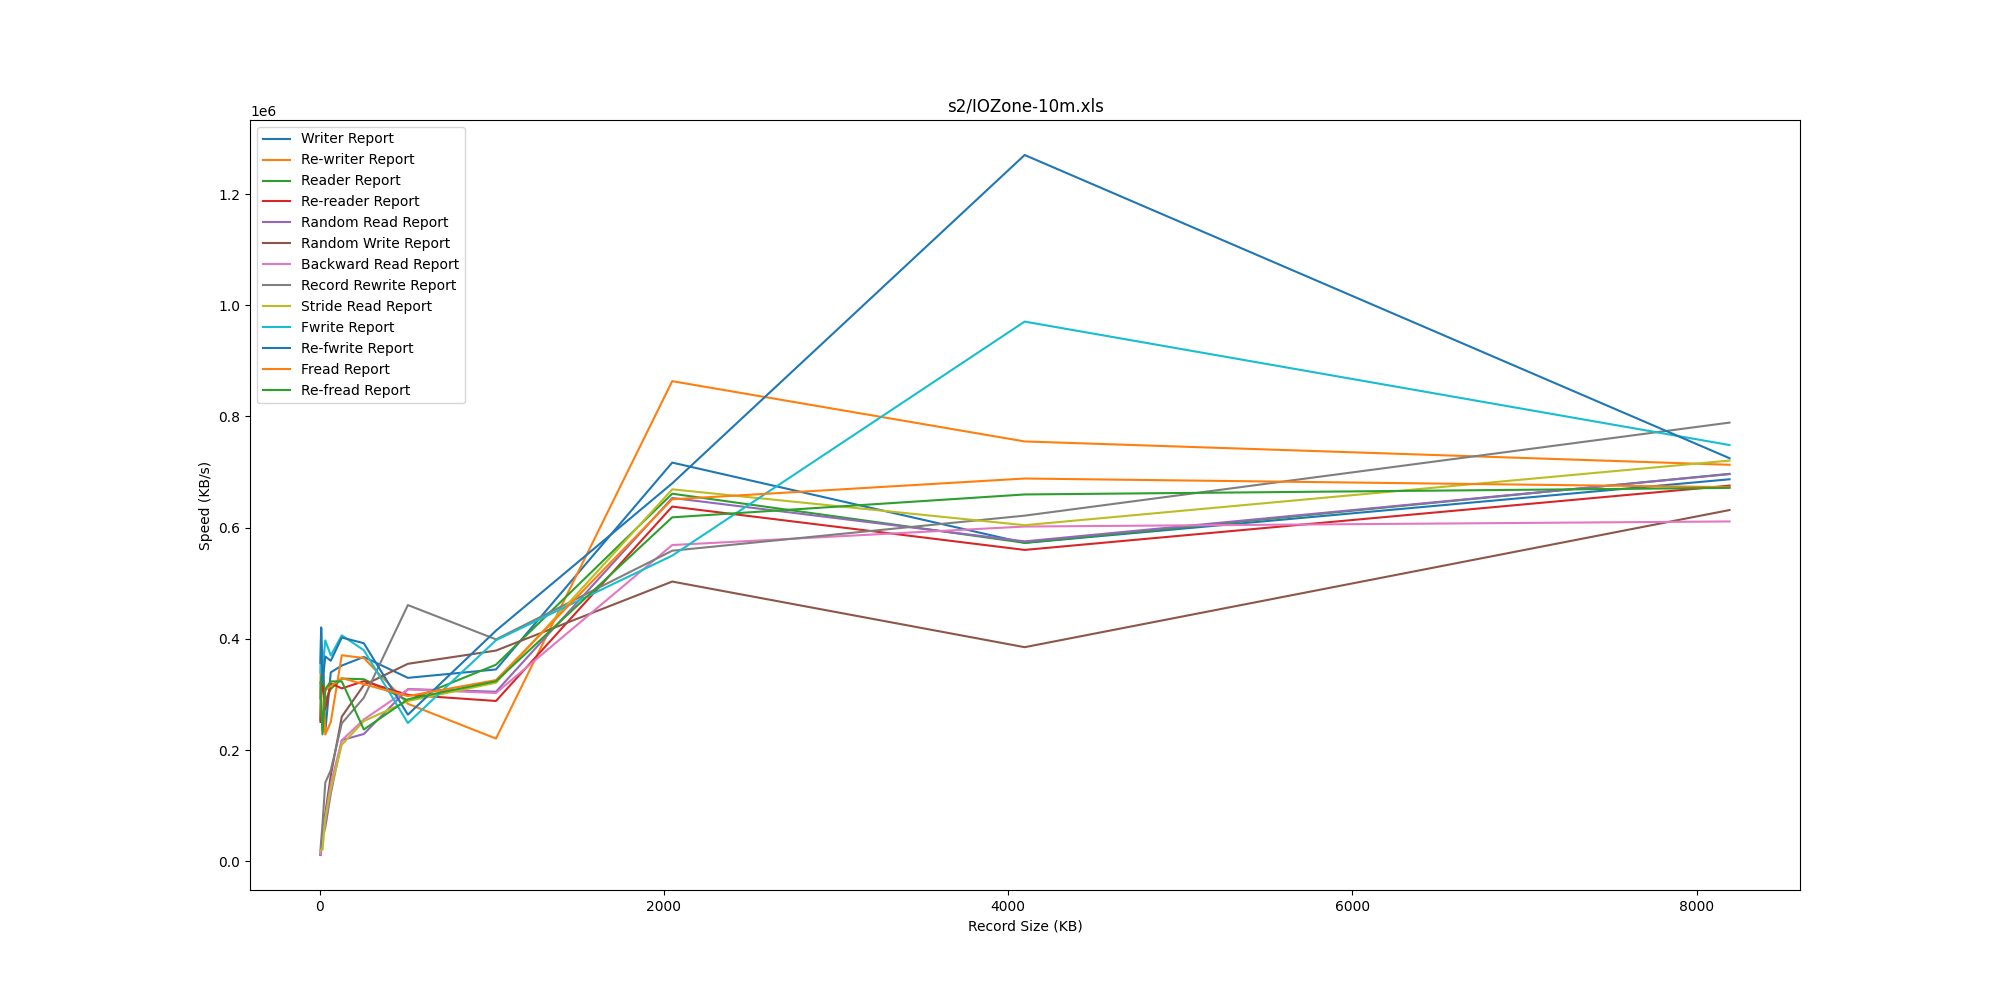 s2/IOZone-10m.xls
1e6
Writer Report
Re-writer Report
Reader Report
Re-reader Report
Random Read Report
Random Write Report
Backward Read Report
Record Rewrite Report
Stride Read Report
Fwrite Report
Re-fwrite Report
Fread Report
Re-fread Report
1.2
1.0
0.8
0.6
0.4
0.2
0.0
Speed (KB/s)
0 2000 4000 6000 8000
Record Size (KB)